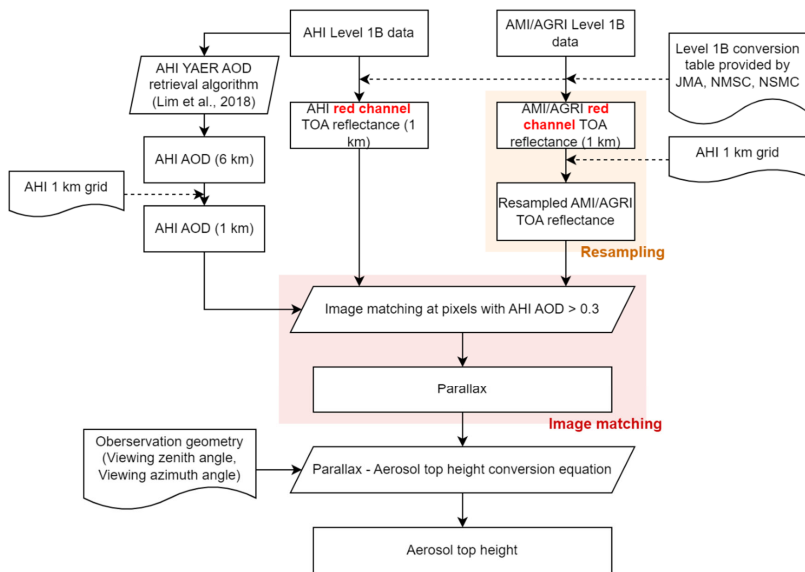 AHI Level 1B data
AMI/AGRI Level 1B
data
Level 1B conversion
table provided by
JMA, NMSC, NSMC
AHI YAER AOD
retrieval algorithm
(Lim et al., 2018)
AHI red channel
TOA reflectance (1
km)
AMI/AGRI red
channel TOA
reflectance (1 km)
AHI AOD (6 km)
AHI 1 km grid
AHI 1 km grid
AHI AOD (1 km)
Resampled AMI/AGRI
TOA reflectance
Resampling
Image matching at pixels with AHI AOD > 0.3
Parallax
Image matching
Oberservation geometry
(Viewing zenith angle,
Viewing azimuth angle)
Parallax - Aerosol top height conversion equation
Aerosol top height